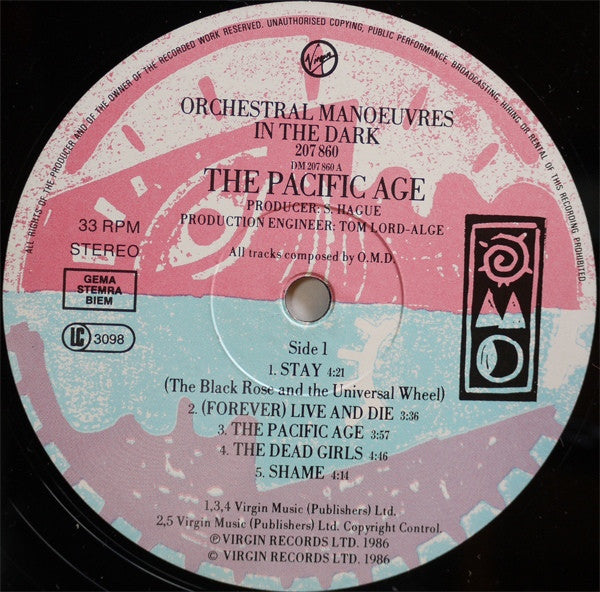 ALL RIGHTS OF THE PRODUCER AND OF THE OWNER OF THE RECORDED WORK RESERVED. UNAUTHORISED COPYING, PUBLIC PERFORMANCE, BROADCASTING, HIRING OR RENTAL OF THIS RECORDING PROHIBITED.
Virgin
ORCHESTRAL MANOEUVRES
IN THE DARK
207 860
DM 207 860 A
THE PACIFIC AGE
PRODUCER: S. HAGUE
PRODUCTION ENGINEER: TOM LORD-ALGE
33 RPM
STEREO
All tracks composed by O.M.D.
GEMA
STEMRA
BIEM
LC 3098
Side 1
1. STAY 4:21
(The Black Rose and the Universal Wheel)
2. (FOREVER) LIVE AND DIE 3:36
3. THE PACIFIC AGE 3:57
4. THE DEAD GIRLS 4:46
5. SHAME 4:14
1,3,4 Virgin Music (Publishers) Ltd.
2,5 Virgin Music (Publishers) Ltd. Copyright Control.
℗ VIRGIN RECORDS LTD. 1986
© VIRGIN RECORDS LTD. 1986